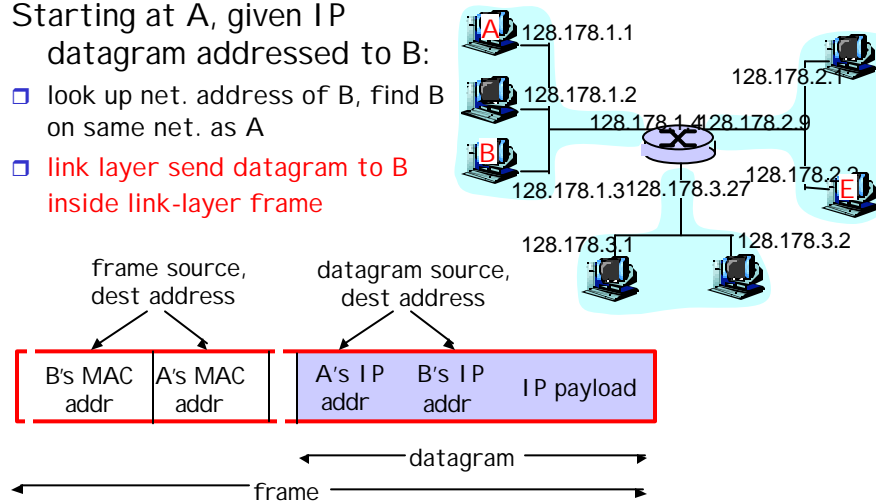 Starting at A, given IP
datagram addressed to B:
look up net. address of B, find B
on same net. as A
link layer send datagram to B
inside link-layer frame
A
128.178.1.1
128.178.1.2
B
128.178.1.3
128.178.1.4
128.178.2.9
128.178.3.27
128.178.2.1
128.178.2.2
E
128.178.3.1
128.178.3.2
frame source,
dest address
datagram source,
dest address
B's MAC
addr
A's MAC
addr
A's IP
addr
B's IP
addr
IP payload
datagram
frame